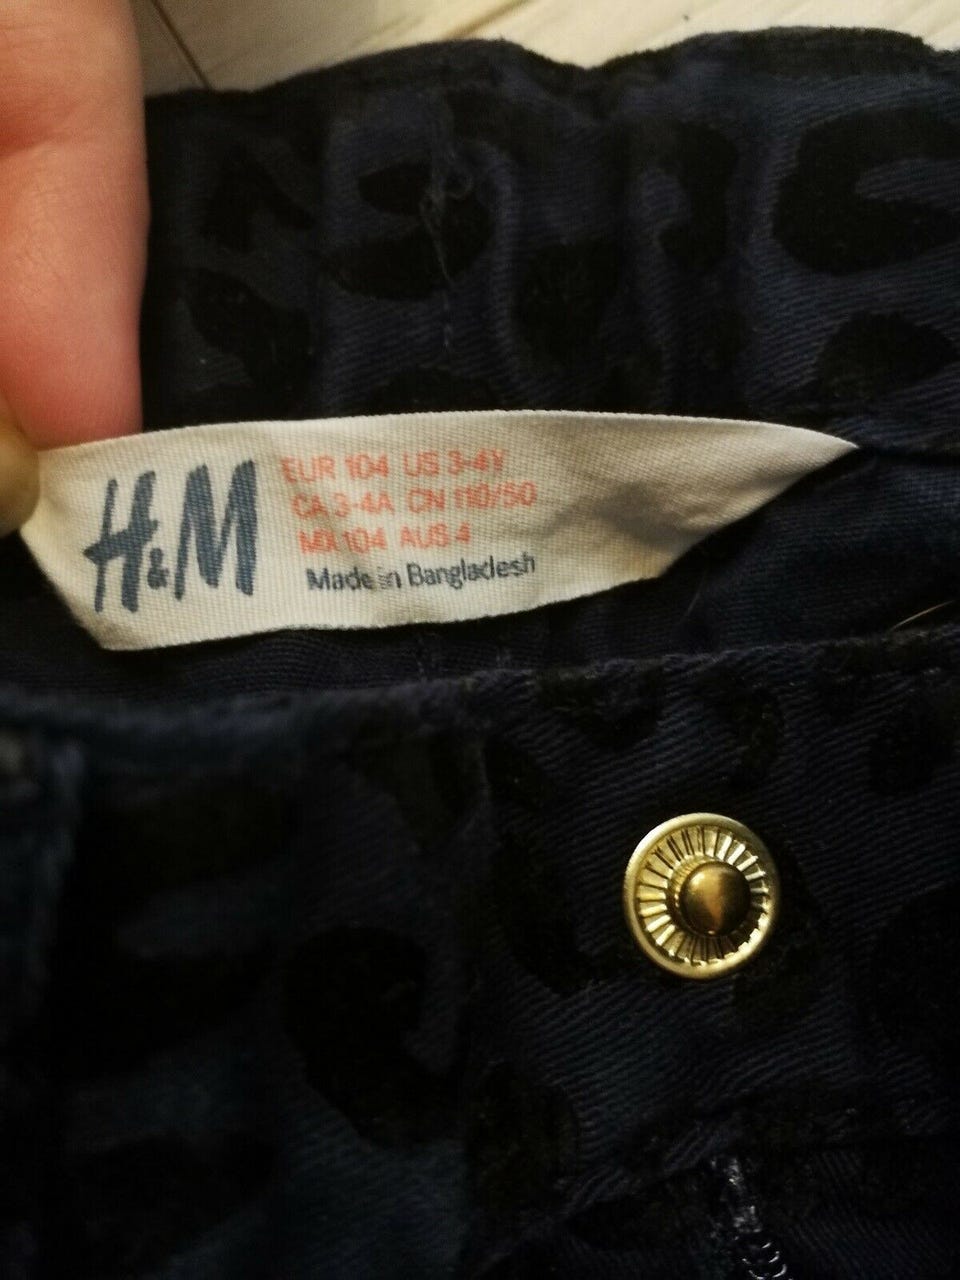 H&M
EUR 104 US 3-4Y
CA 3-4A CN 110/50
MX 104 AUS 4
Made in Bangladesh